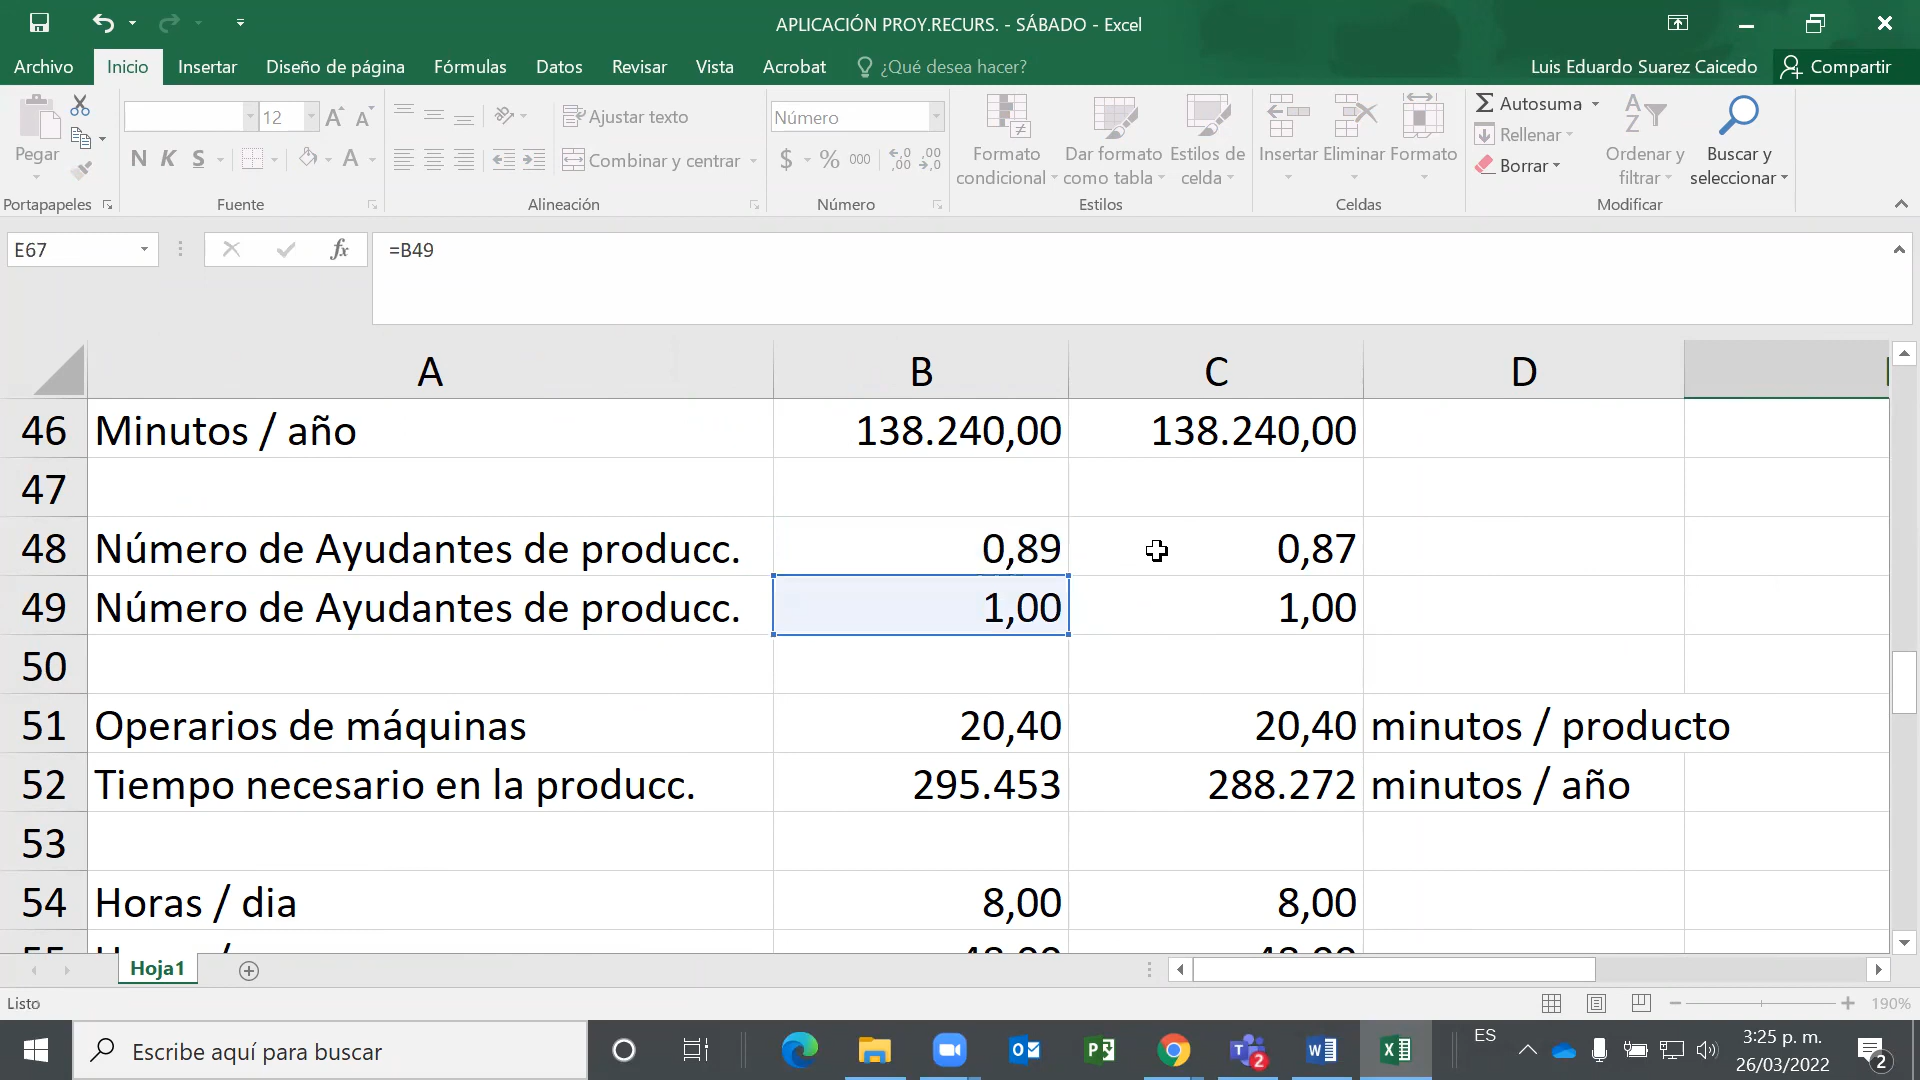 APLICACIÓN PROY.RECURS. - SÁBADO - Excel
Archivo Inicio Insertar Diseño de página Fórmulas Datos Revisar Vista Acrobat ¿Qué desea hacer? Luis Eduardo Suarez Caicedo Compartir
Pegar
12
Ajustar texto
Número
N K S
Combinar y centrar
$ % 000
Formato condicional
Dar formato como tabla
Estilos de celda
Insertar Eliminar Formato
Autosuma
Rellenar
Borrar
Ordenar y filtrar
Buscar y seleccionar
Portapapeles Fuente Alineación Número Estilos Celdas Modificar
E67 fx =B49
A B C D
46 Minutos / año 138.240,00 138.240,00
47
48 Número de Ayudantes de producc. 0,89 0,87
49 Número de Ayudantes de producc. 1,00 1,00
50
51 Operarios de máquinas 20,40 20,40 minutos / producto
52 Tiempo necesario en la producc. 295.453 288.272 minutos / año
53
54 Horas / dia 8,00 8,00
Hoja1
Listo 190%
Escribe aquí para buscar
ES
3:25 p. m.
26/03/2022
2
2